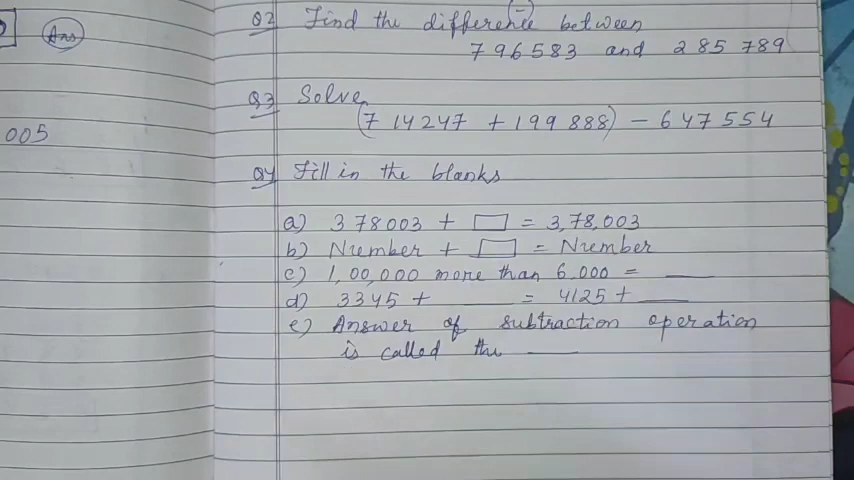 Ans
005
Q2 Find the difference between
(-)
796583 and 285789
Q3 Solve
(714247 + 199888) - 647554
Q4 Fill in the blanks
a) 378003 + □ = 3,78,003
b) Number + □ = Number
c) 1,00,000 more than 6,000 = ____
d) 3345 + ____ = 4125 + ____
e) Answer of subtraction operation
is called the ____